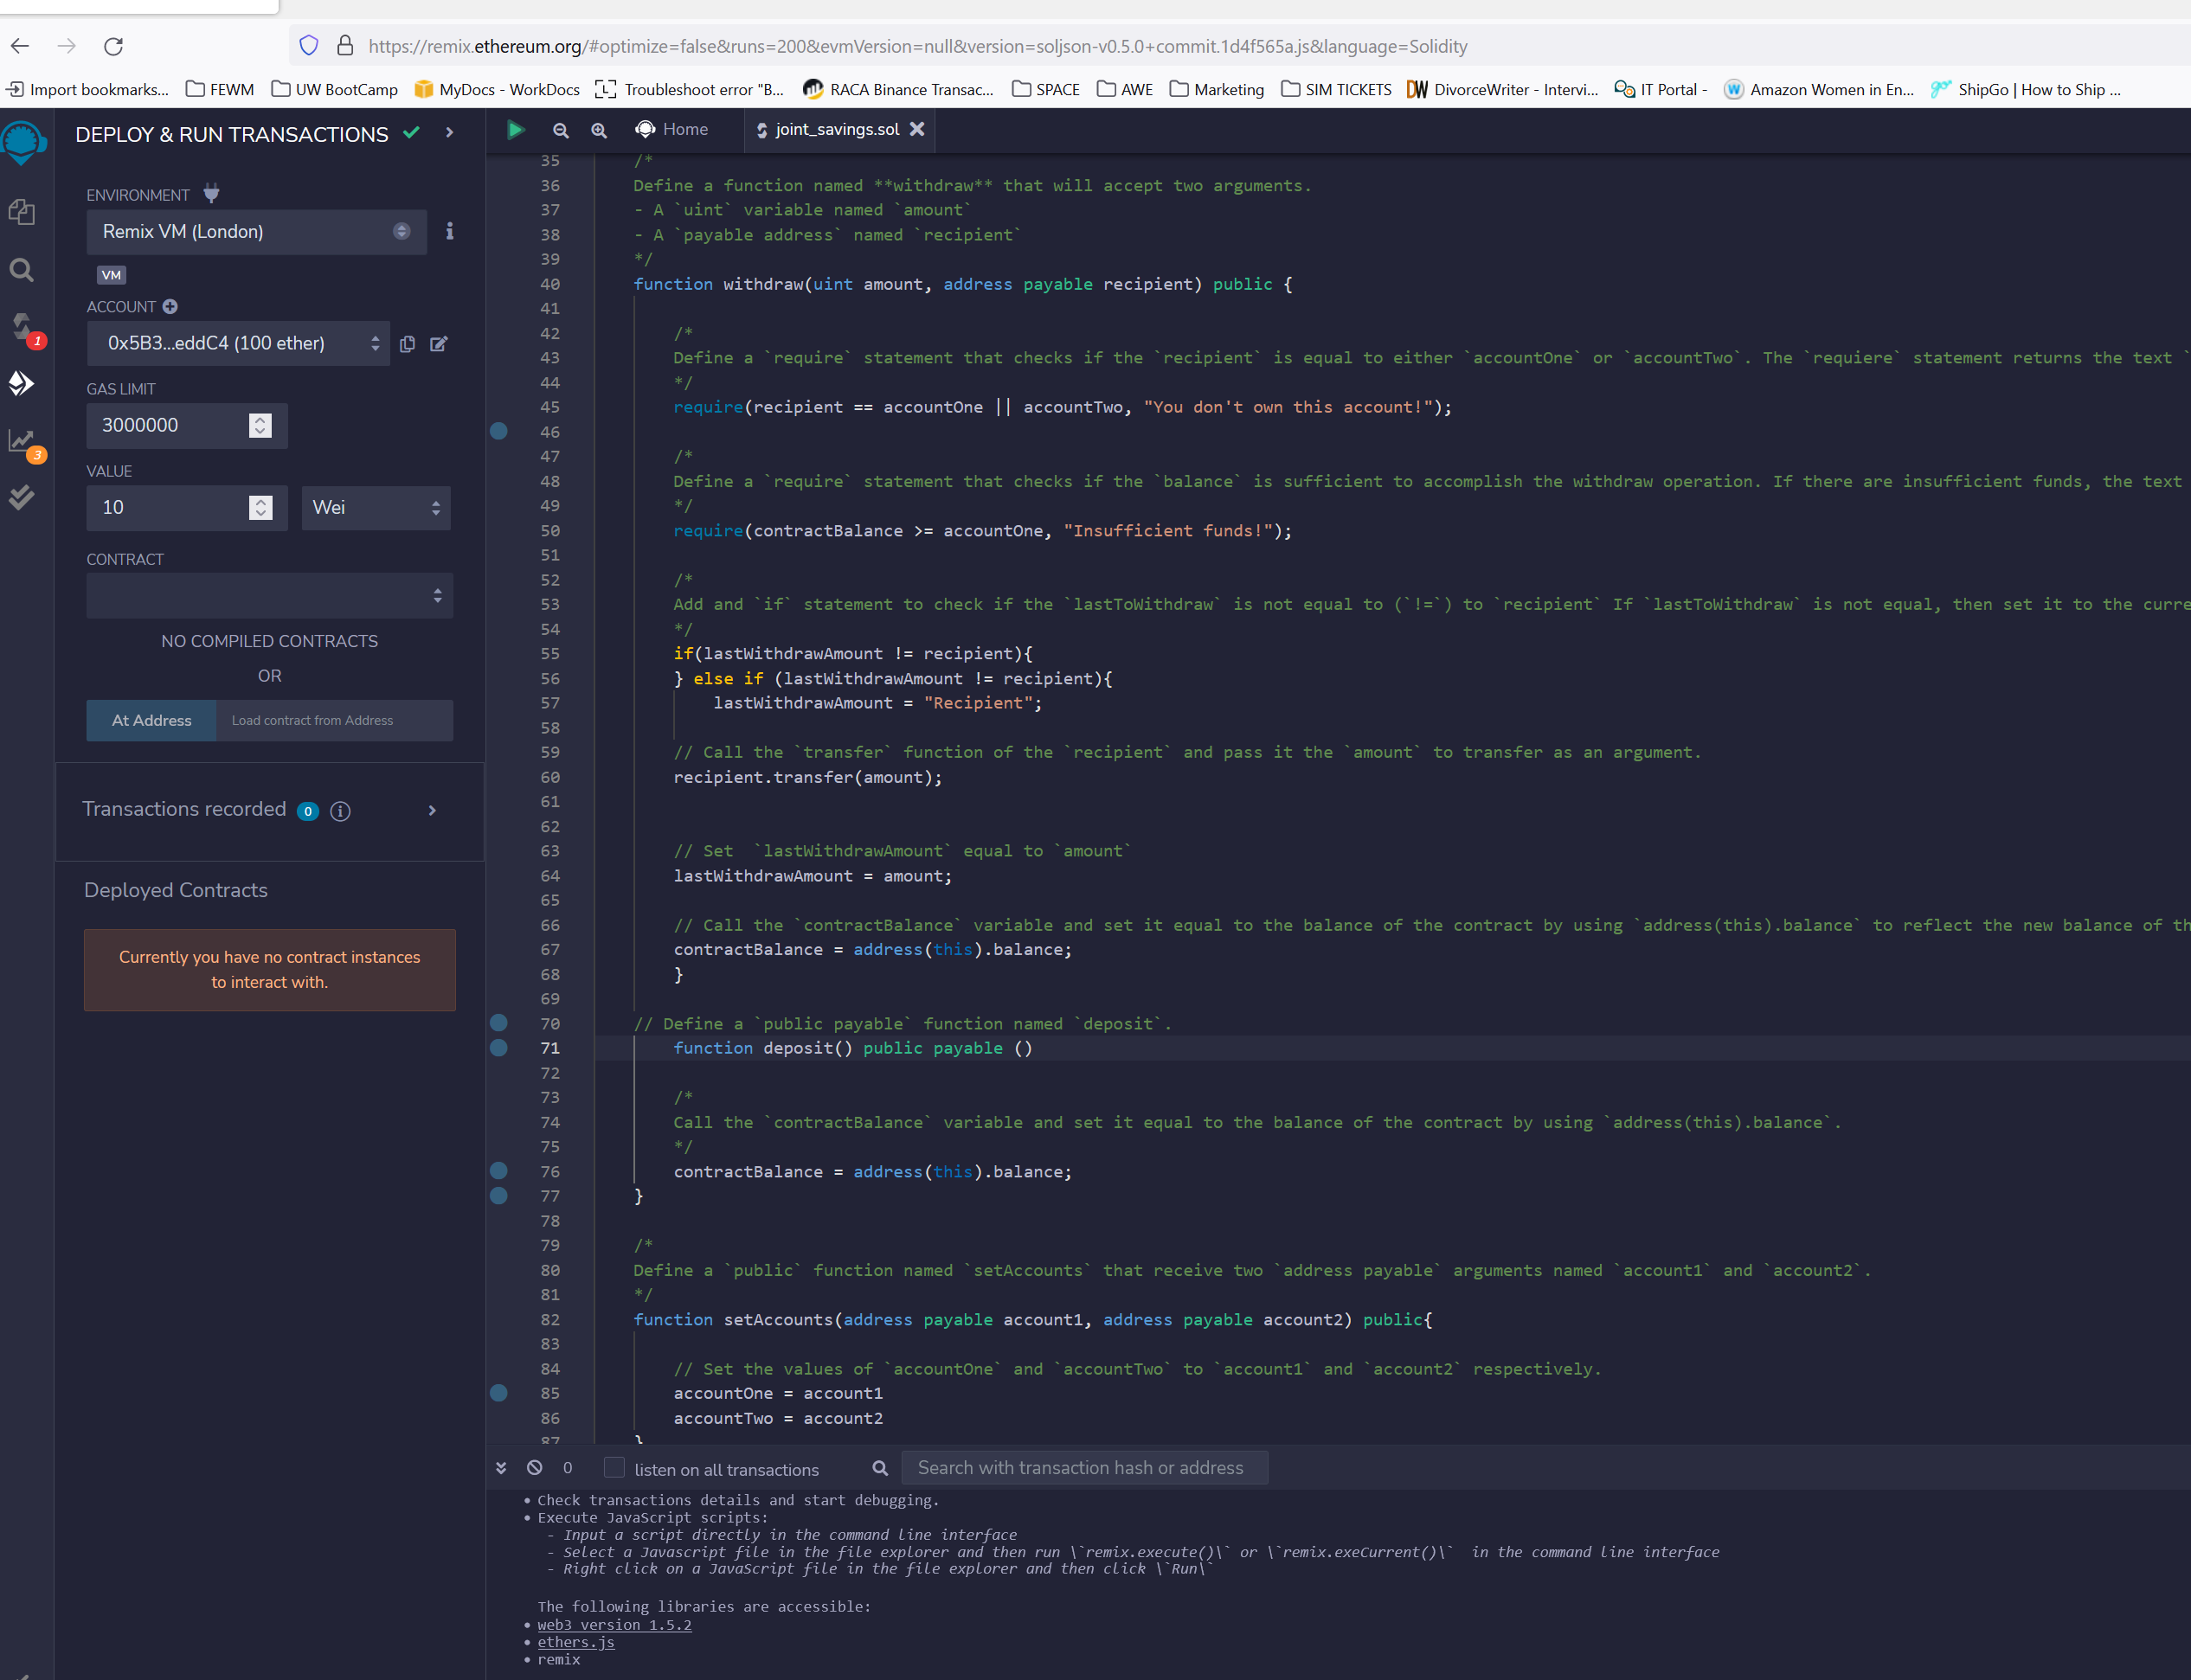 https://remix.ethereum.org/#optimize=false&runs=200&evmVersion=null&version=soljson-v0.5.0+commit.1d4f565a.js&language=Solidity
Import bookmarks... FEWM UW BootCamp MyDocs - WorkDocs Troubleshoot error "B... RACA Binance Transac... SPACE AWE Marketing SIM TICKETS DW DivorceWriter - Intervi... IT Portal - W Amazon Women in En... ShipGo | How to Ship ...
DEPLOY & RUN TRANSACTIONS
ENVIRONMENT
Remix VM (London)
VM
ACCOUNT
0x5B3...eddC4 (100 ether)
1
GAS LIMIT
3000000
3
VALUE
10
Wei
CONTRACT
NO COMPILED CONTRACTS
OR
At Address Load contract from Address
Transactions recorded 0
Deployed Contracts
Currently you have no contract instances
to interact with.
Home joint_savings.sol
35 /*
36 Define a function named **withdraw** that will accept two arguments.
37 - A `uint` variable named `amount`
38 - A `payable address` named `recipient`
39 */
40 function withdraw(uint amount, address payable recipient) public {
41
42 /*
43 Define a `require` statement that checks if the `recipient` is equal to either `accountOne` or `accountTwo`. The `requiere` statement returns the text `
44 */
45 require(recipient == accountOne || accountTwo, "You don't own this account!");
46
47 /*
48 Define a `require` statement that checks if the `balance` is sufficient to accomplish the withdraw operation. If there are insufficient funds, the text
49 */
50 require(contractBalance >= accountOne, "Insufficient funds!");
51
52 /*
53 Add and `if` statement to check if the `lastToWithdraw` is not equal to (`!=`) to `recipient` If `lastToWithdraw` is not equal, then set it to the curre
54 */
55 if(lastWithdrawAmount != recipient){
56 } else if (lastWithdrawAmount != recipient){
57 lastWithdrawAmount = "Recipient";
58
59 // Call the `transfer` function of the `recipient` and pass it the `amount` to transfer as an argument.
60 recipient.transfer(amount);
61
62
63 // Set  `lastWithdrawAmount` equal to `amount`
64 lastWithdrawAmount = amount;
65
66 // Call the `contractBalance` variable and set it equal to the balance of the contract by using `address(this).balance` to reflect the new balance of th
67 contractBalance = address(this).balance;
68 }
69
70 // Define a `public payable` function named `deposit`.
71 function deposit() public payable ()
72
73 /*
74 Call the `contractBalance` variable and set it equal to the balance of the contract by using `address(this).balance`.
75 */
76 contractBalance = address(this).balance;
77 }
78
79 /*
80 Define a `public` function named `setAccounts` that receive two `address payable` arguments named `account1` and `account2`.
81 */
82 function setAccounts(address payable account1, address payable account2) public{
83
84 // Set the values of `accountOne` and `accountTwo` to `account1` and `account2` respectively.
85 accountOne = account1
86 accountTwo = account2
87 }
0 listen on all transactions Search with transaction hash or address
• Check transactions details and start debugging.
• Execute JavaScript scripts:
- Input a script directly in the command line interface
- Select a Javascript file in the file explorer and then run \`remix.execute()\` or \`remix.exeCurrent()\`  in the command line interface
- Right click on a JavaScript file in the file explorer and then click \`Run\`
The following libraries are accessible:
• web3 version 1.5.2
• ethers.js
• remix